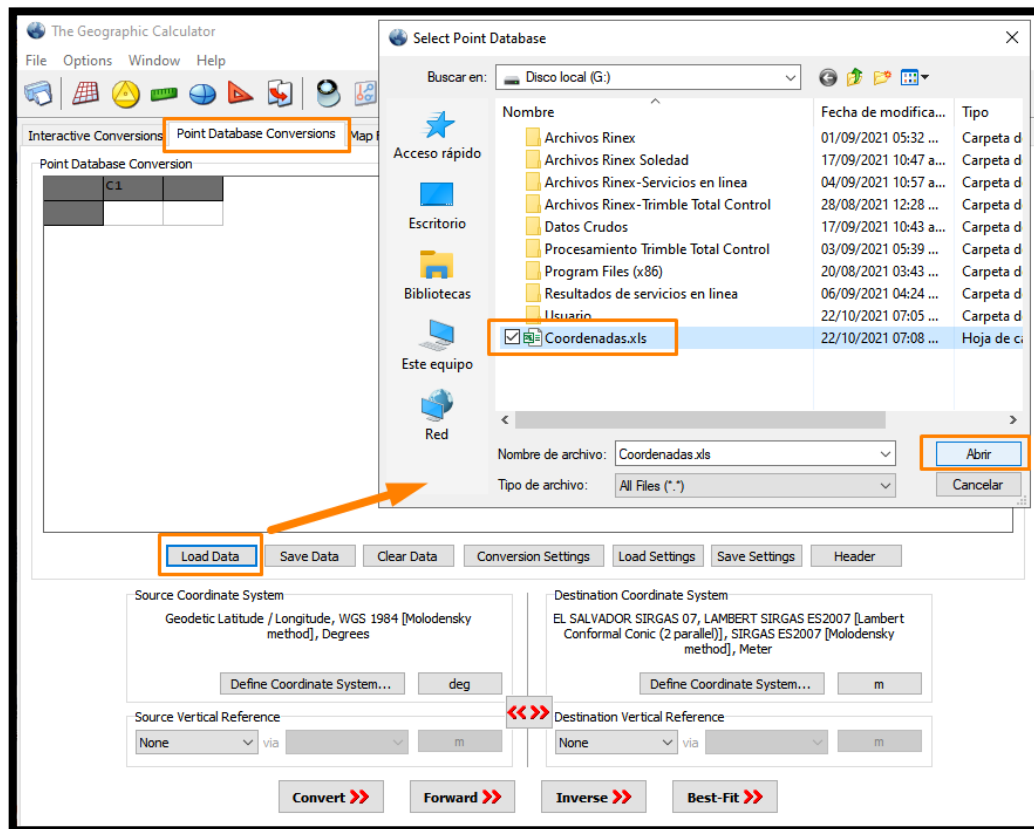 The Geographic Calculator
File Options Window Help
Interactive Conversions Point Database Conversions Map
Point Database Conversion
C1
Select Point Database
Buscar en: Disco local (G:)
Nombre Fecha de modifica... Tipo
Acceso rápido
Escritorio
Bibliotecas
Este equipo
Red
Archivos Rinex 01/09/2021 05:32 ... Carpeta d
Archivos Rinex Soledad 17/09/2021 10:47 a... Carpeta d
Archivos Rinex-Servicios en linea 04/09/2021 10:57 a... Carpeta d
Archivos Rinex-Trimble Total Control 28/08/2021 12:28 ... Carpeta d
Datos Crudos 17/09/2021 10:43 a... Carpeta d
Procesamiento Trimble Total Control 03/09/2021 05:39 ... Carpeta d
Program Files (x86) 20/08/2021 03:43 ... Carpeta d
Resultados de servicios en linea 06/09/2021 04:24 ... Carpeta d
Usuario 22/10/2021 07:05 ... Carpeta d
Coordenadas.xls 22/10/2021 07:08 ... Hoja de ca
Nombre de archivo: Coordenadas.xls Abrir
Tipo de archivo: All Files (*.*) Cancelar
Load Data Save Data Clear Data Conversion Settings Load Settings Save Settings Header
Source Coordinate System
Geodetic Latitude / Longitude, WGS 1984 [Molodensky
method], Degrees
Define Coordinate System... deg
Source Vertical Reference
None via m
Destination Coordinate System
EL SALVADOR SIRGAS 07, LAMBERT SIRGAS ES2007 [Lambert
Conformal Conic (2 parallel)], SIRGAS ES2007 [Molodensky
method], Meter
Define Coordinate System... m
Destination Vertical Reference
None via m
Convert Forward Inverse Best-Fit